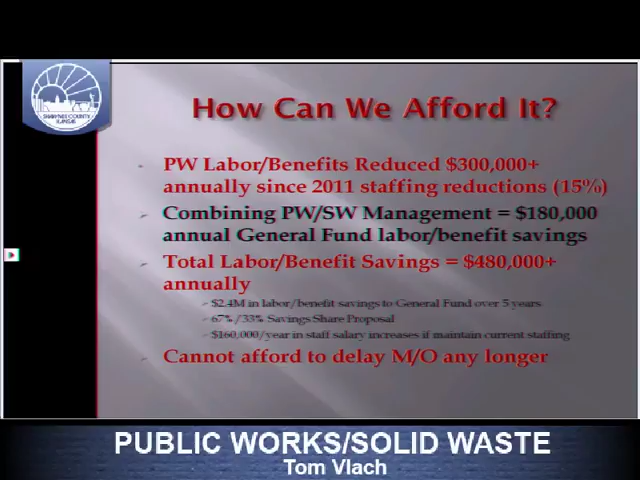 SHAWNEE COUNTY
KANSAS
How Can We Afford It?
PW Labor/Benefits Reduced $300,000+
annually since 2011 staffing reductions (15%)
Combining PW/SW Management = $180,000
annual General Fund labor/benefit savings
Total Labor/Benefit Savings = $480,000+
annually
$2.4M in labor/benefit savings to General Fund over 5 years
67%/33% Savings Share Proposal
$160,000/year in staff salary increases if maintain current staffing
Cannot afford to delay M/O any longer
PUBLIC WORKS/SOLID WASTE
Tom Vlach